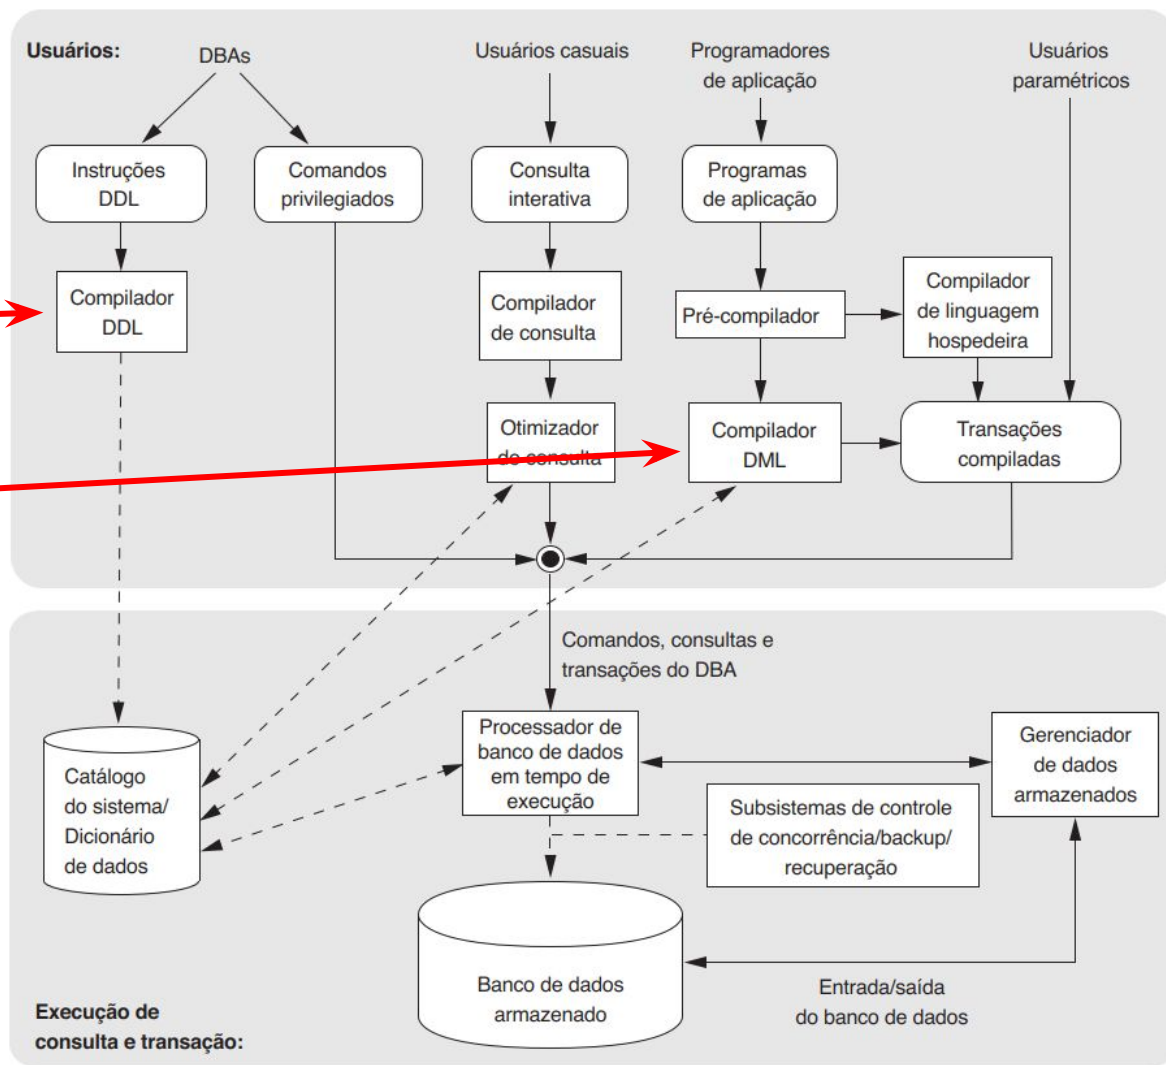 Usuários:
DBAs
Usuários casuais
Programadores
de aplicação
Usuários
paramétricos
Instruções
DDL
Comandos
privilegiados
Consulta
interativa
Programas
de aplicação
Compilador
DDL
Compilador
de consulta
Pré-compilador
Compilador
de linguagem
hospedeira
Otimizador
de consulta
Compilador
DML
Transações
compiladas
Comandos, consultas e
transações do DBA
Catálogo
do sistema/
Dicionário
de dados
Processador de
banco de dados
em tempo de
execução
Gerenciador
de dados
armazenados
Subsistemas de controle
de concorrência/backup/
recuperação
Banco de dados
armazenado
Entrada/saída
do banco de dados
Execução de
consulta e transação: